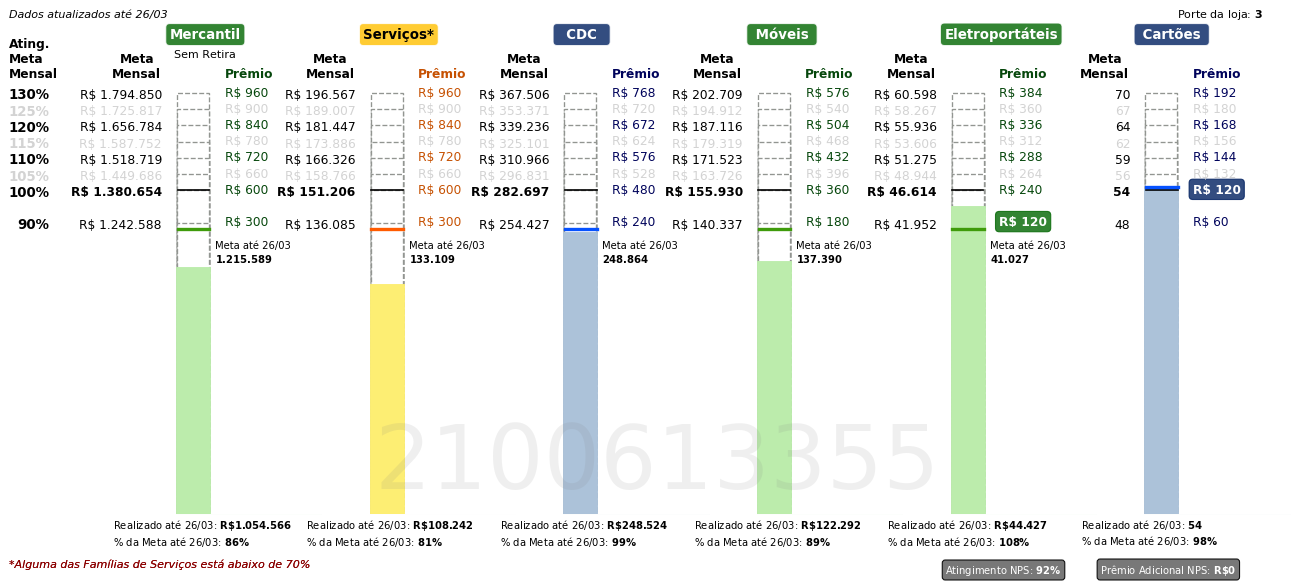 Dados atualizados até 26/03 Porte da loja: 3
Mercantil Serviços* CDC Móveis Eletroportáteis Cartões
Ating. Meta Mensal
Sem Retira
Meta Mensal Prêmio Meta Mensal Prêmio Meta Mensal Prêmio Meta Mensal Prêmio Meta Mensal Prêmio Meta Mensal Prêmio
130% R$ 1.794.850 R$ 960 R$ 196.567 R$ 960 R$ 367.506 R$ 768 R$ 202.709 R$ 576 R$ 60.598 R$ 384 70 R$ 192
125% R$ 1.725.817 R$ 900 R$ 189.007 R$ 900 R$ 353.371 R$ 720 R$ 194.912 R$ 540 R$ 58.267 R$ 360 67 R$ 180
120% R$ 1.656.784 R$ 840 R$ 181.447 R$ 840 R$ 339.236 R$ 672 R$ 187.116 R$ 504 R$ 55.936 R$ 336 64 R$ 168
115% R$ 1.587.752 R$ 780 R$ 173.886 R$ 780 R$ 325.101 R$ 624 R$ 179.319 R$ 468 R$ 53.606 R$ 312 62 R$ 156
110% R$ 1.518.719 R$ 720 R$ 166.326 R$ 720 R$ 310.966 R$ 576 R$ 171.523 R$ 432 R$ 51.275 R$ 288 59 R$ 144
105% R$ 1.449.686 R$ 660 R$ 158.766 R$ 660 R$ 296.831 R$ 528 R$ 163.726 R$ 396 R$ 48.944 R$ 264 56 R$ 132
100% R$ 1.380.654 R$ 600 R$ 151.206 R$ 600 R$ 282.697 R$ 480 R$ 155.930 R$ 360 R$ 46.614 R$ 240 54 R$ 120
90% R$ 1.242.588 R$ 300 R$ 136.085 R$ 300 R$ 254.427 R$ 240 R$ 140.337 R$ 180 R$ 41.952 R$ 120 48 R$ 60
Meta até 26/03 Meta até 26/03 Meta até 26/03 Meta até 26/03 Meta até 26/03
1.215.589 133.109 248.864 137.390 41.027
2100613355
Realizado até 26/03: R$1.054.566 Realizado até 26/03: R$108.242 Realizado até 26/03: R$248.524 Realizado até 26/03: R$122.292 Realizado até 26/03: R$44.427 Realizado até 26/03: 54
% da Meta até 26/03: 86% % da Meta até 26/03: 81% % da Meta até 26/03: 99% % da Meta até 26/03: 89% % da Meta até 26/03: 108% % da Meta até 26/03: 98%
*Alguma das Famílias de Serviços está abaixo de 70% Atingimento NPS: 92% Prêmio Adicional NPS: R$0